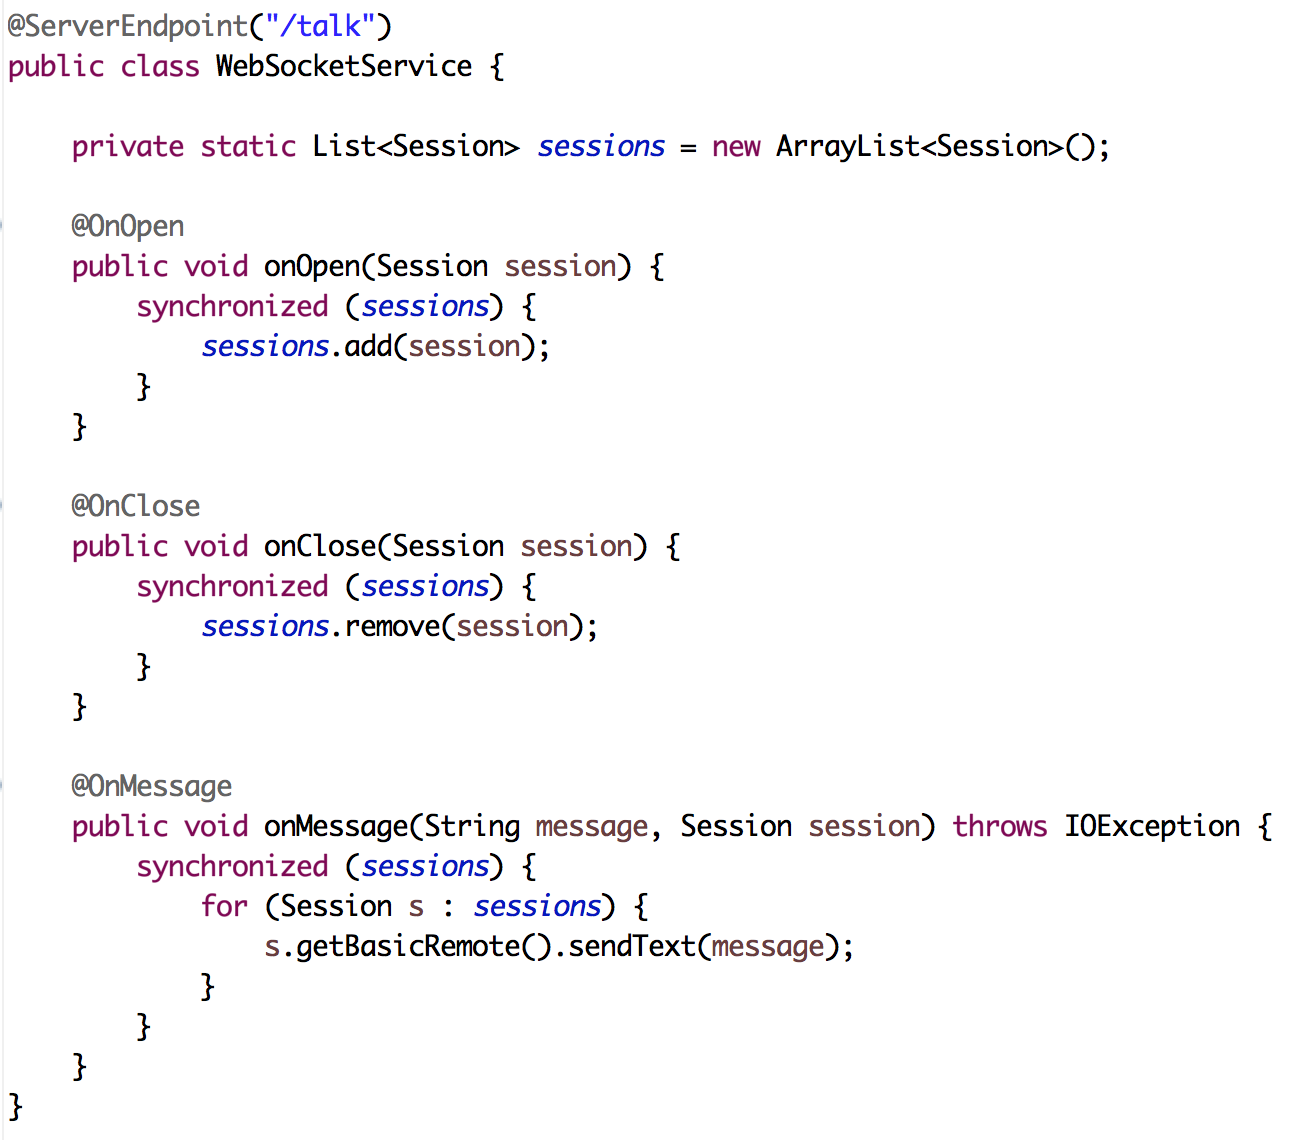 @ServerEndpoint("/talk")
public class WebSocketService {
private static List<Session> sessions = new ArrayList<Session>();
@OnOpen
public void onOpen(Session session) {
synchronized (sessions) {
sessions.add(session);
}
}
@OnClose
public void onClose(Session session) {
synchronized (sessions) {
sessions.remove(session);
}
}
@OnMessage
public void onMessage(String message, Session session) throws IOException {
synchronized (sessions) {
for (Session s : sessions) {
s.getBasicRemote().sendText(message);
}
}
}
}